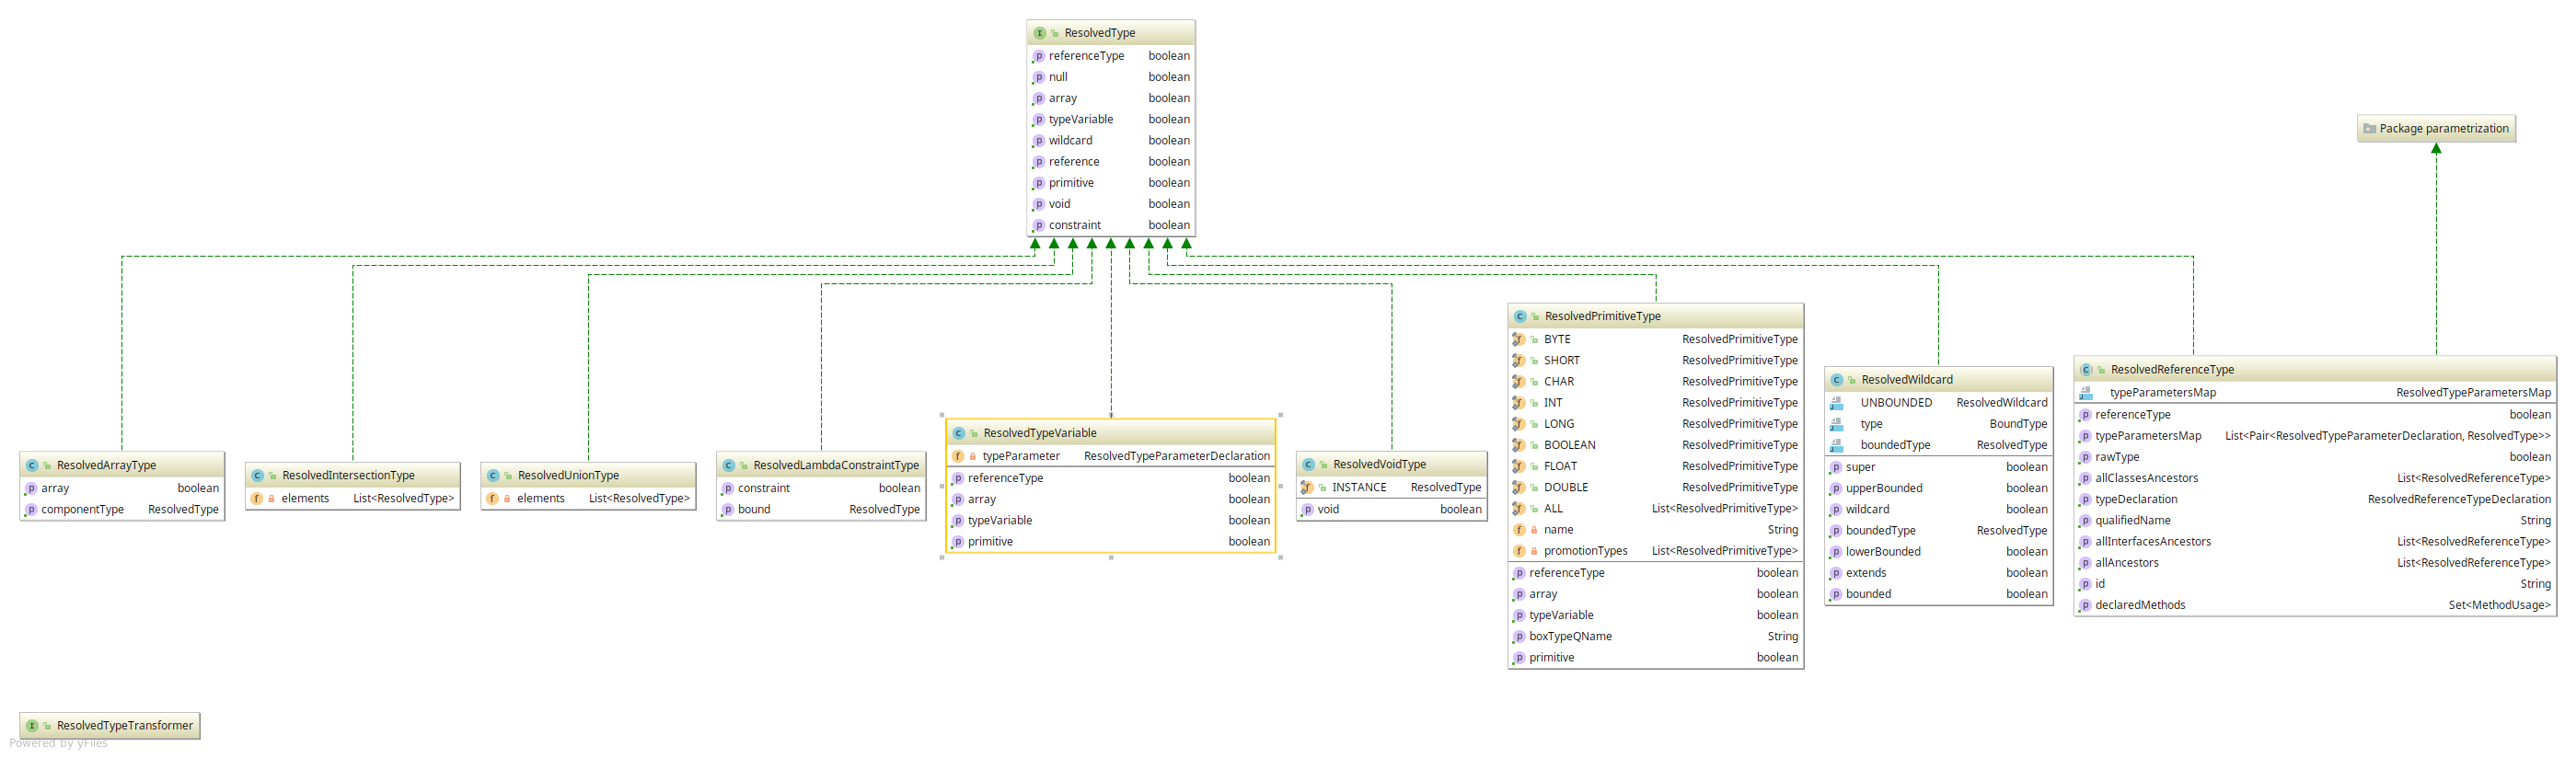 ResolvedType
referenceType boolean
null boolean
array boolean
typeVariable boolean
wildcard boolean
reference boolean
primitive boolean
void boolean
constraint boolean
Package parametrization
ResolvedArrayType
array boolean
componentType ResolvedType
ResolvedIntersectionType
elements List<ResolvedType>
ResolvedUnionType
elements List<ResolvedType>
ResolvedLambdaConstraintType
constraint boolean
bound ResolvedType
ResolvedTypeVariable
typeParameter ResolvedTypeParameterDeclaration
referenceType boolean
array boolean
typeVariable boolean
primitive boolean
ResolvedVoidType
INSTANCE ResolvedType
void boolean
ResolvedPrimitiveType
BYTE ResolvedPrimitiveType
SHORT ResolvedPrimitiveType
CHAR ResolvedPrimitiveType
INT ResolvedPrimitiveType
LONG ResolvedPrimitiveType
BOOLEAN ResolvedPrimitiveType
FLOAT ResolvedPrimitiveType
DOUBLE ResolvedPrimitiveType
ALL List<ResolvedPrimitiveType>
name String
promotionTypes List<ResolvedPrimitiveType>
referenceType boolean
array boolean
typeVariable boolean
boxTypeQName String
primitive boolean
ResolvedWildcard
UNBOUNDED ResolvedWildcard
type BoundType
boundedType ResolvedType
super boolean
upperBounded boolean
wildcard boolean
boundedType ResolvedType
lowerBounded boolean
extends boolean
bounded boolean
ResolvedReferenceType
typeParametersMap ResolvedTypeParametersMap
referenceType boolean
typeParametersMap List<Pair<ResolvedTypeParameterDeclaration, ResolvedType>>
rawType boolean
allClassesAncestors List<ResolvedReferenceType>
typeDeclaration ResolvedReferenceTypeDeclaration
qualifiedName String
allInterfacesAncestors List<ResolvedReferenceType>
allAncestors List<ResolvedReferenceType>
id String
declaredMethods Set<MethodUsage>
ResolvedTypeTransformer
Powered by yFiles